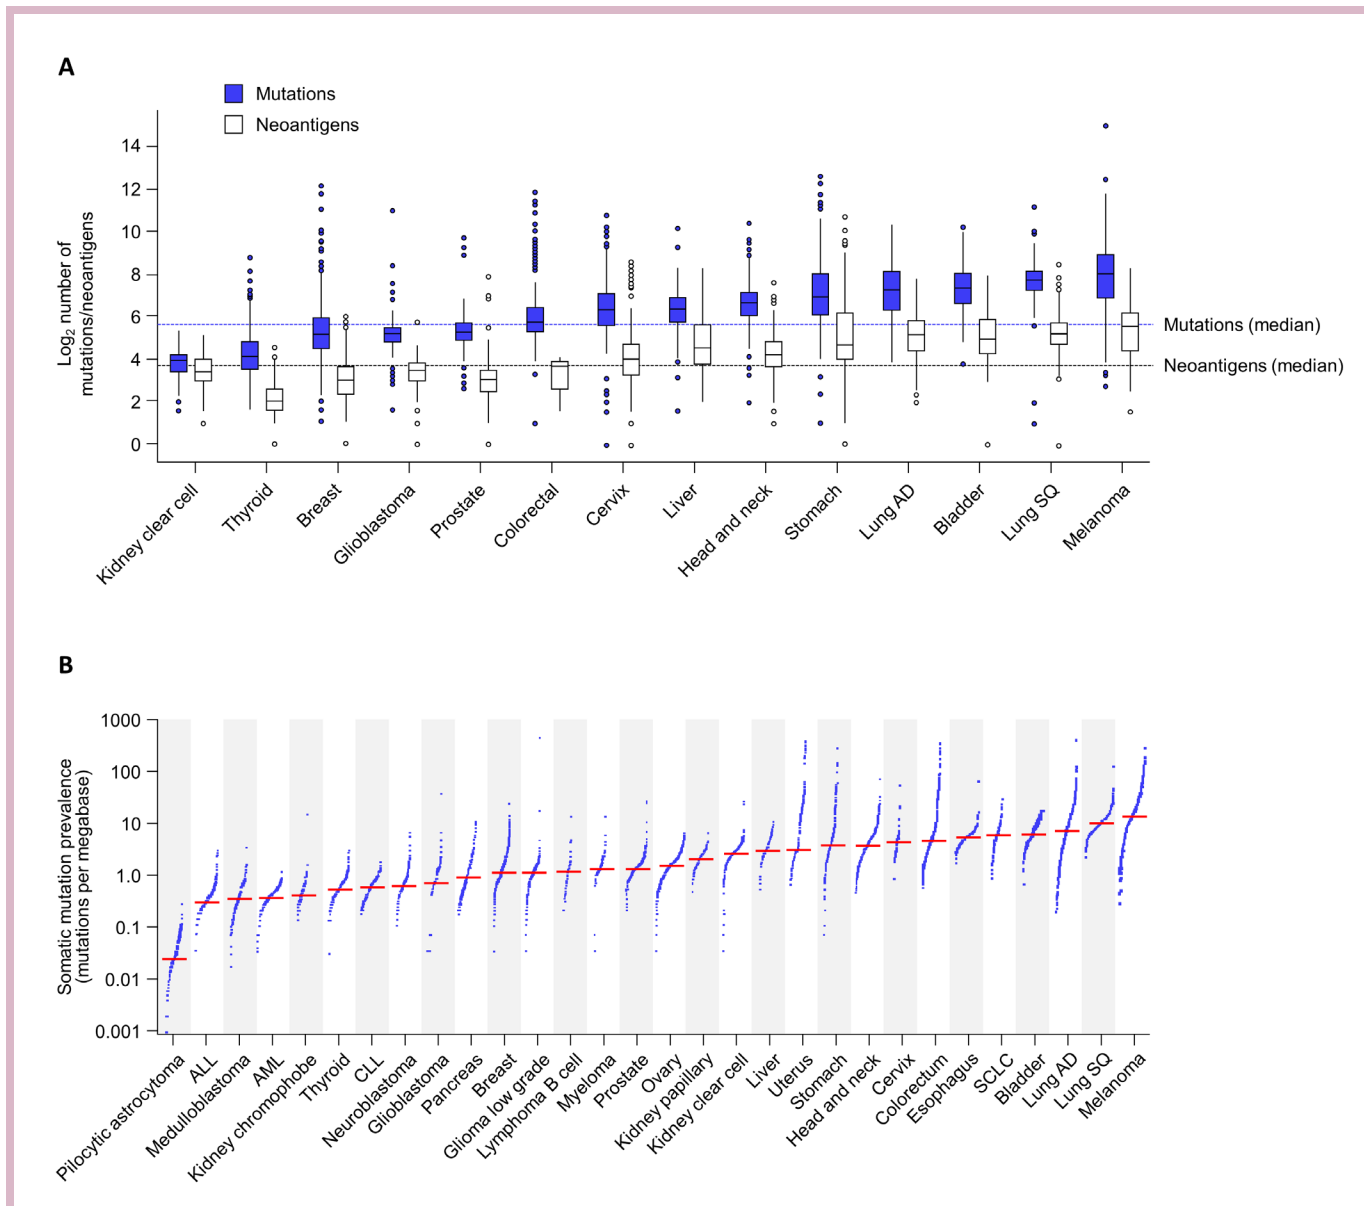 A
Mutations
Neoantigens
Log2 number of
mutations/neoantigens
14
12
10
8
6
4
2
0
Mutations (median)
Neoantigens (median)
Kidney clear cell
Thyroid
Breast
Glioblastoma
Prostate
Colorectal
Cervix
Liver
Head and neck
Stomach
Lung AD
Bladder
Lung SQ
Melanoma
B
Somatic mutation prevalence
(mutations per megabase)
1000
100
10
1.0
0.1
0.01
0.001
Pilocytic astrocytoma
ALL
Medulloblastoma
AML
Kidney chromophobe
Thyroid
CLL
Neuroblastoma
Glioblastoma
Pancreas
Breast
Glioma low grade
Lymphoma B cell
Myeloma
Prostate
Ovary
Kidney papillary
Kidney clear cell
Liver
Uterus
Stomach
Head and neck
Cervix
Colorectum
Esophagus
SCLC
Bladder
Lung AD
Lung SQ
Melanoma